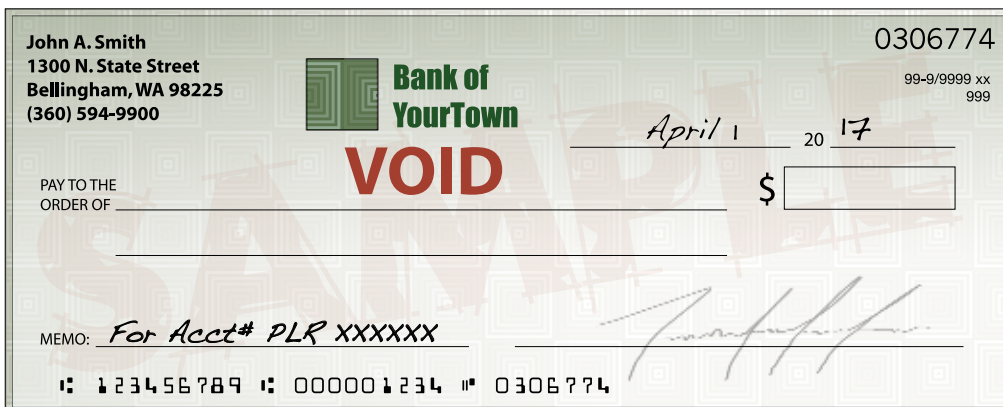 John A. Smith
1300 N. State Street
Bellingham, WA 98225
(360) 594-9900
Bank of
YourTown
VOID
0306774
99-9/9999 xx
999
April 1 20 17
PAY TO THE
ORDER OF
$
SAMPLE
MEMO: For Acct# PLR XXXXXX
⑆ 123456789 ⑆ 000001234 ⑈ 0306774